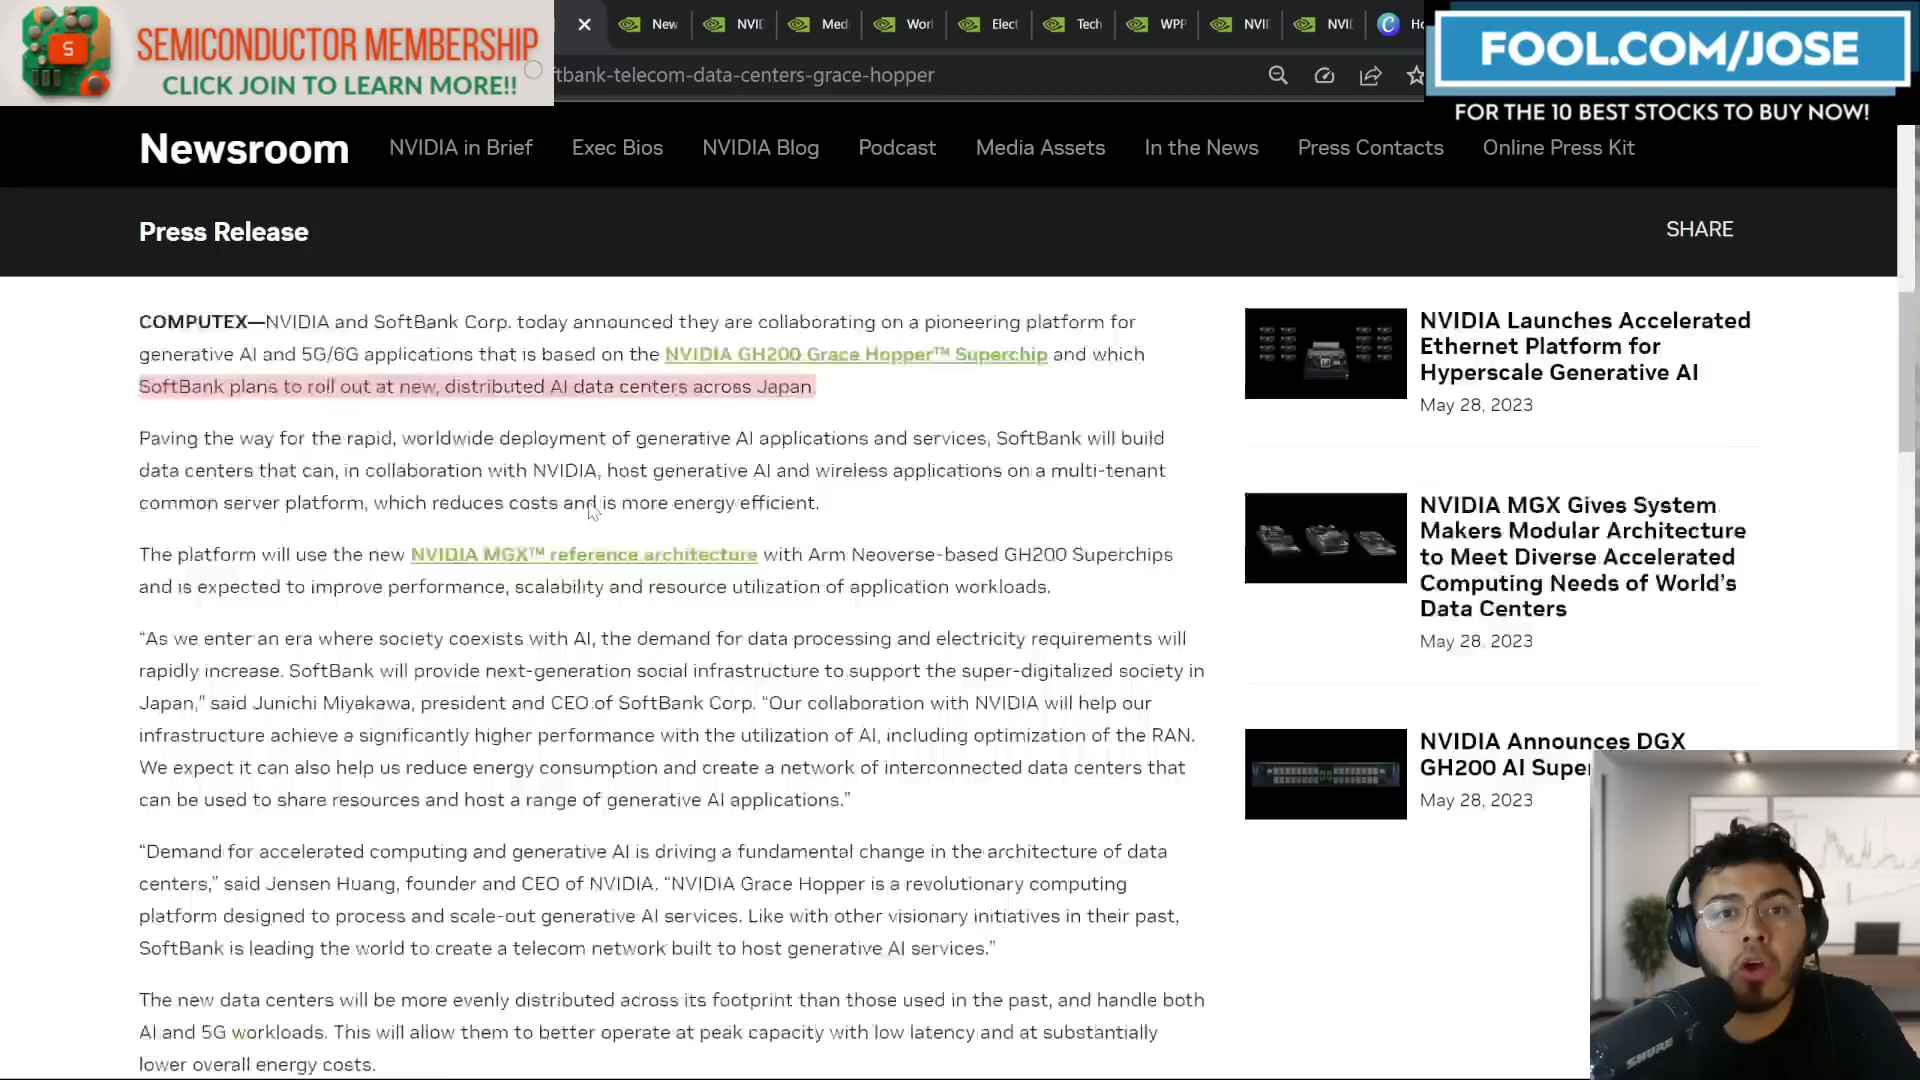 S
SEMICONDUCTOR MEMBERSHIP
CLICK JOIN TO LEARN MORE!!
New
NVID
Med
Worl
Elect
Tech
WPP
NVI
NVI
C
Ho
FOOL.COM/JOSE
FOR THE 10 BEST STOCKS TO BUY NOW!
tbank-telecom-data-centers-grace-hopper
Newsroom
NVIDIA in Brief
Exec Bios
NVIDIA Blog
Podcast
Media Assets
In the News
Press Contacts
Online Press Kit
Press Release
SHARE
COMPUTEX—NVIDIA and SoftBank Corp. today announced they are collaborating on a pioneering platform for
generative AI and 5G/6G applications that is based on the NVIDIA GH200 Grace Hopper™ Superchip and which
SoftBank plans to roll out at new, distributed AI data centers across Japan.
Paving the way for the rapid, worldwide deployment of generative AI applications and services, SoftBank will build
data centers that can, in collaboration with NVIDIA, host generative AI and wireless applications on a multi-tenant
common server platform, which reduces costs and is more energy efficient.
The platform will use the new NVIDIA MGX™ reference architecture with Arm Neoverse-based GH200 Superchips
and is expected to improve performance, scalability and resource utilization of application workloads.
“As we enter an era where society coexists with AI, the demand for data processing and electricity requirements will
rapidly increase. SoftBank will provide next-generation social infrastructure to support the super-digitalized society in
Japan,” said Junichi Miyakawa, president and CEO of SoftBank Corp. “Our collaboration with NVIDIA will help our
infrastructure achieve a significantly higher performance with the utilization of AI, including optimization of the RAN.
We expect it can also help us reduce energy consumption and create a network of interconnected data centers that
can be used to share resources and host a range of generative AI applications.”
“Demand for accelerated computing and generative AI is driving a fundamental change in the architecture of data
centers,” said Jensen Huang, founder and CEO of NVIDIA. “NVIDIA Grace Hopper is a revolutionary computing
platform designed to process and scale-out generative AI services. Like with other visionary initiatives in their past,
SoftBank is leading the world to create a telecom network built to host generative AI services.”
The new data centers will be more evenly distributed across its footprint than those used in the past, and handle both
AI and 5G workloads. This will allow them to better operate at peak capacity with low latency and at substantially
lower overall energy costs.
NVIDIA Launches Accelerated
Ethernet Platform for
Hyperscale Generative AI
May 28, 2023
NVIDIA MGX Gives System
Makers Modular Architecture
to Meet Diverse Accelerated
Computing Needs of World’s
Data Centers
May 28, 2023
NVIDIA Announces DGX
GH200 AI Supe
May 28, 2023
SHURE